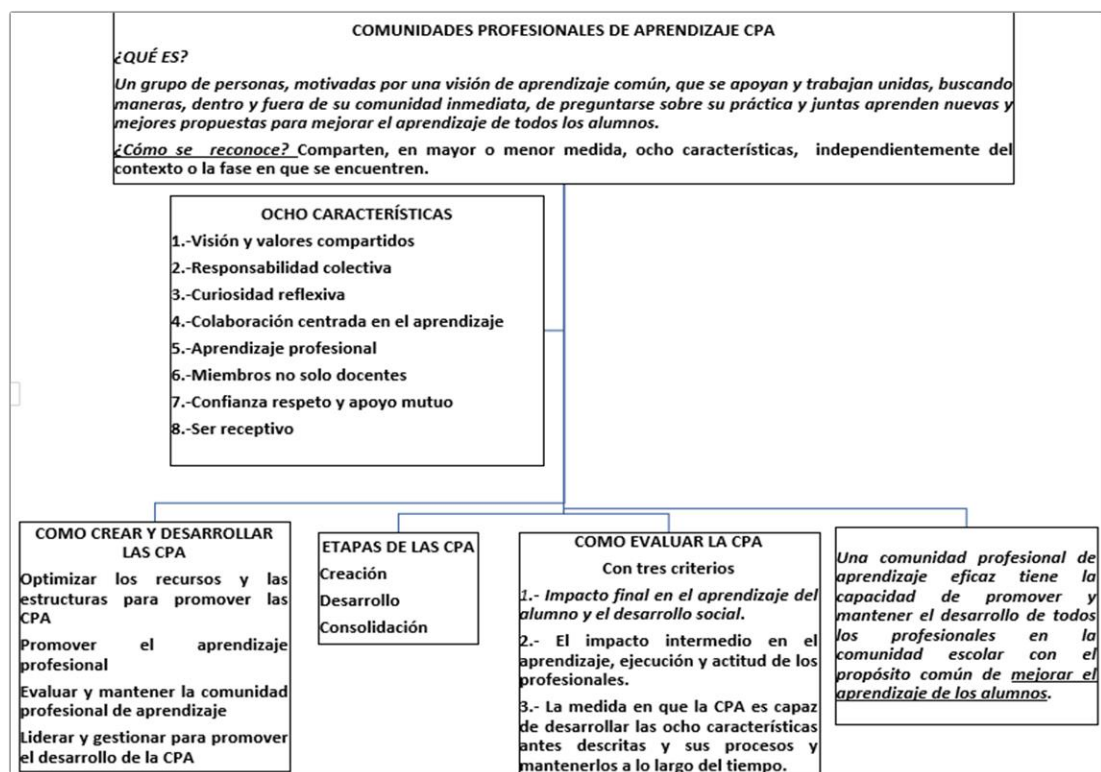 COMUNIDADES PROFESIONALES DE APRENDIZAJE CPA
¿QUÉ ES?
Un grupo de personas, motivadas por una visión de aprendizaje común, que se apoyan y trabajan unidas, buscando
maneras, dentro y fuera de su comunidad inmediata, de preguntarse sobre su práctica y juntas aprenden nuevas y
mejores propuestas para mejorar el aprendizaje de todos los alumnos.
¿Cómo se reconoce? Comparten, en mayor o menor medida, ocho características, independientemente del
contexto o la fase en que se encuentren.
OCHO CARACTERÍSTICAS
1.-Visión y valores compartidos
2.-Responsabilidad colectiva
3.-Curiosidad reflexiva
4.-Colaboración centrada en el aprendizaje
5.-Aprendizaje profesional
6.-Miembros no solo docentes
7.-Confianza respeto y apoyo mutuo
8.-Ser receptivo
COMO CREAR Y DESARROLLAR
LAS CPA
Optimizar los recursos y las
estructuras para promover las
CPA
Promover el aprendizaje
profesional
Evaluar y mantener la comunidad
profesional de aprendizaje
Liderar y gestionar para promover
el desarrollo de la CPA
ETAPAS DE LAS CPA
Creación
Desarrollo
Consolidación
COMO EVALUAR LA CPA
Con tres criterios
1.- Impacto final en el aprendizaje del
alumno y el desarrollo social.
2.- El impacto intermedio en el
aprendizaje, ejecución y actitud de los
profesionales.
3.- La medida en que la CPA es capaz
de desarrollar las ocho características
antes descritas y sus procesos y
mantenerlos a lo largo del tiempo.
Una comunidad profesional de
aprendizaje eficaz tiene la
capacidad de promover y
mantener el desarrollo de todos
los profesionales en la
comunidad escolar con el
propósito común de mejorar el
aprendizaje de los alumnos.